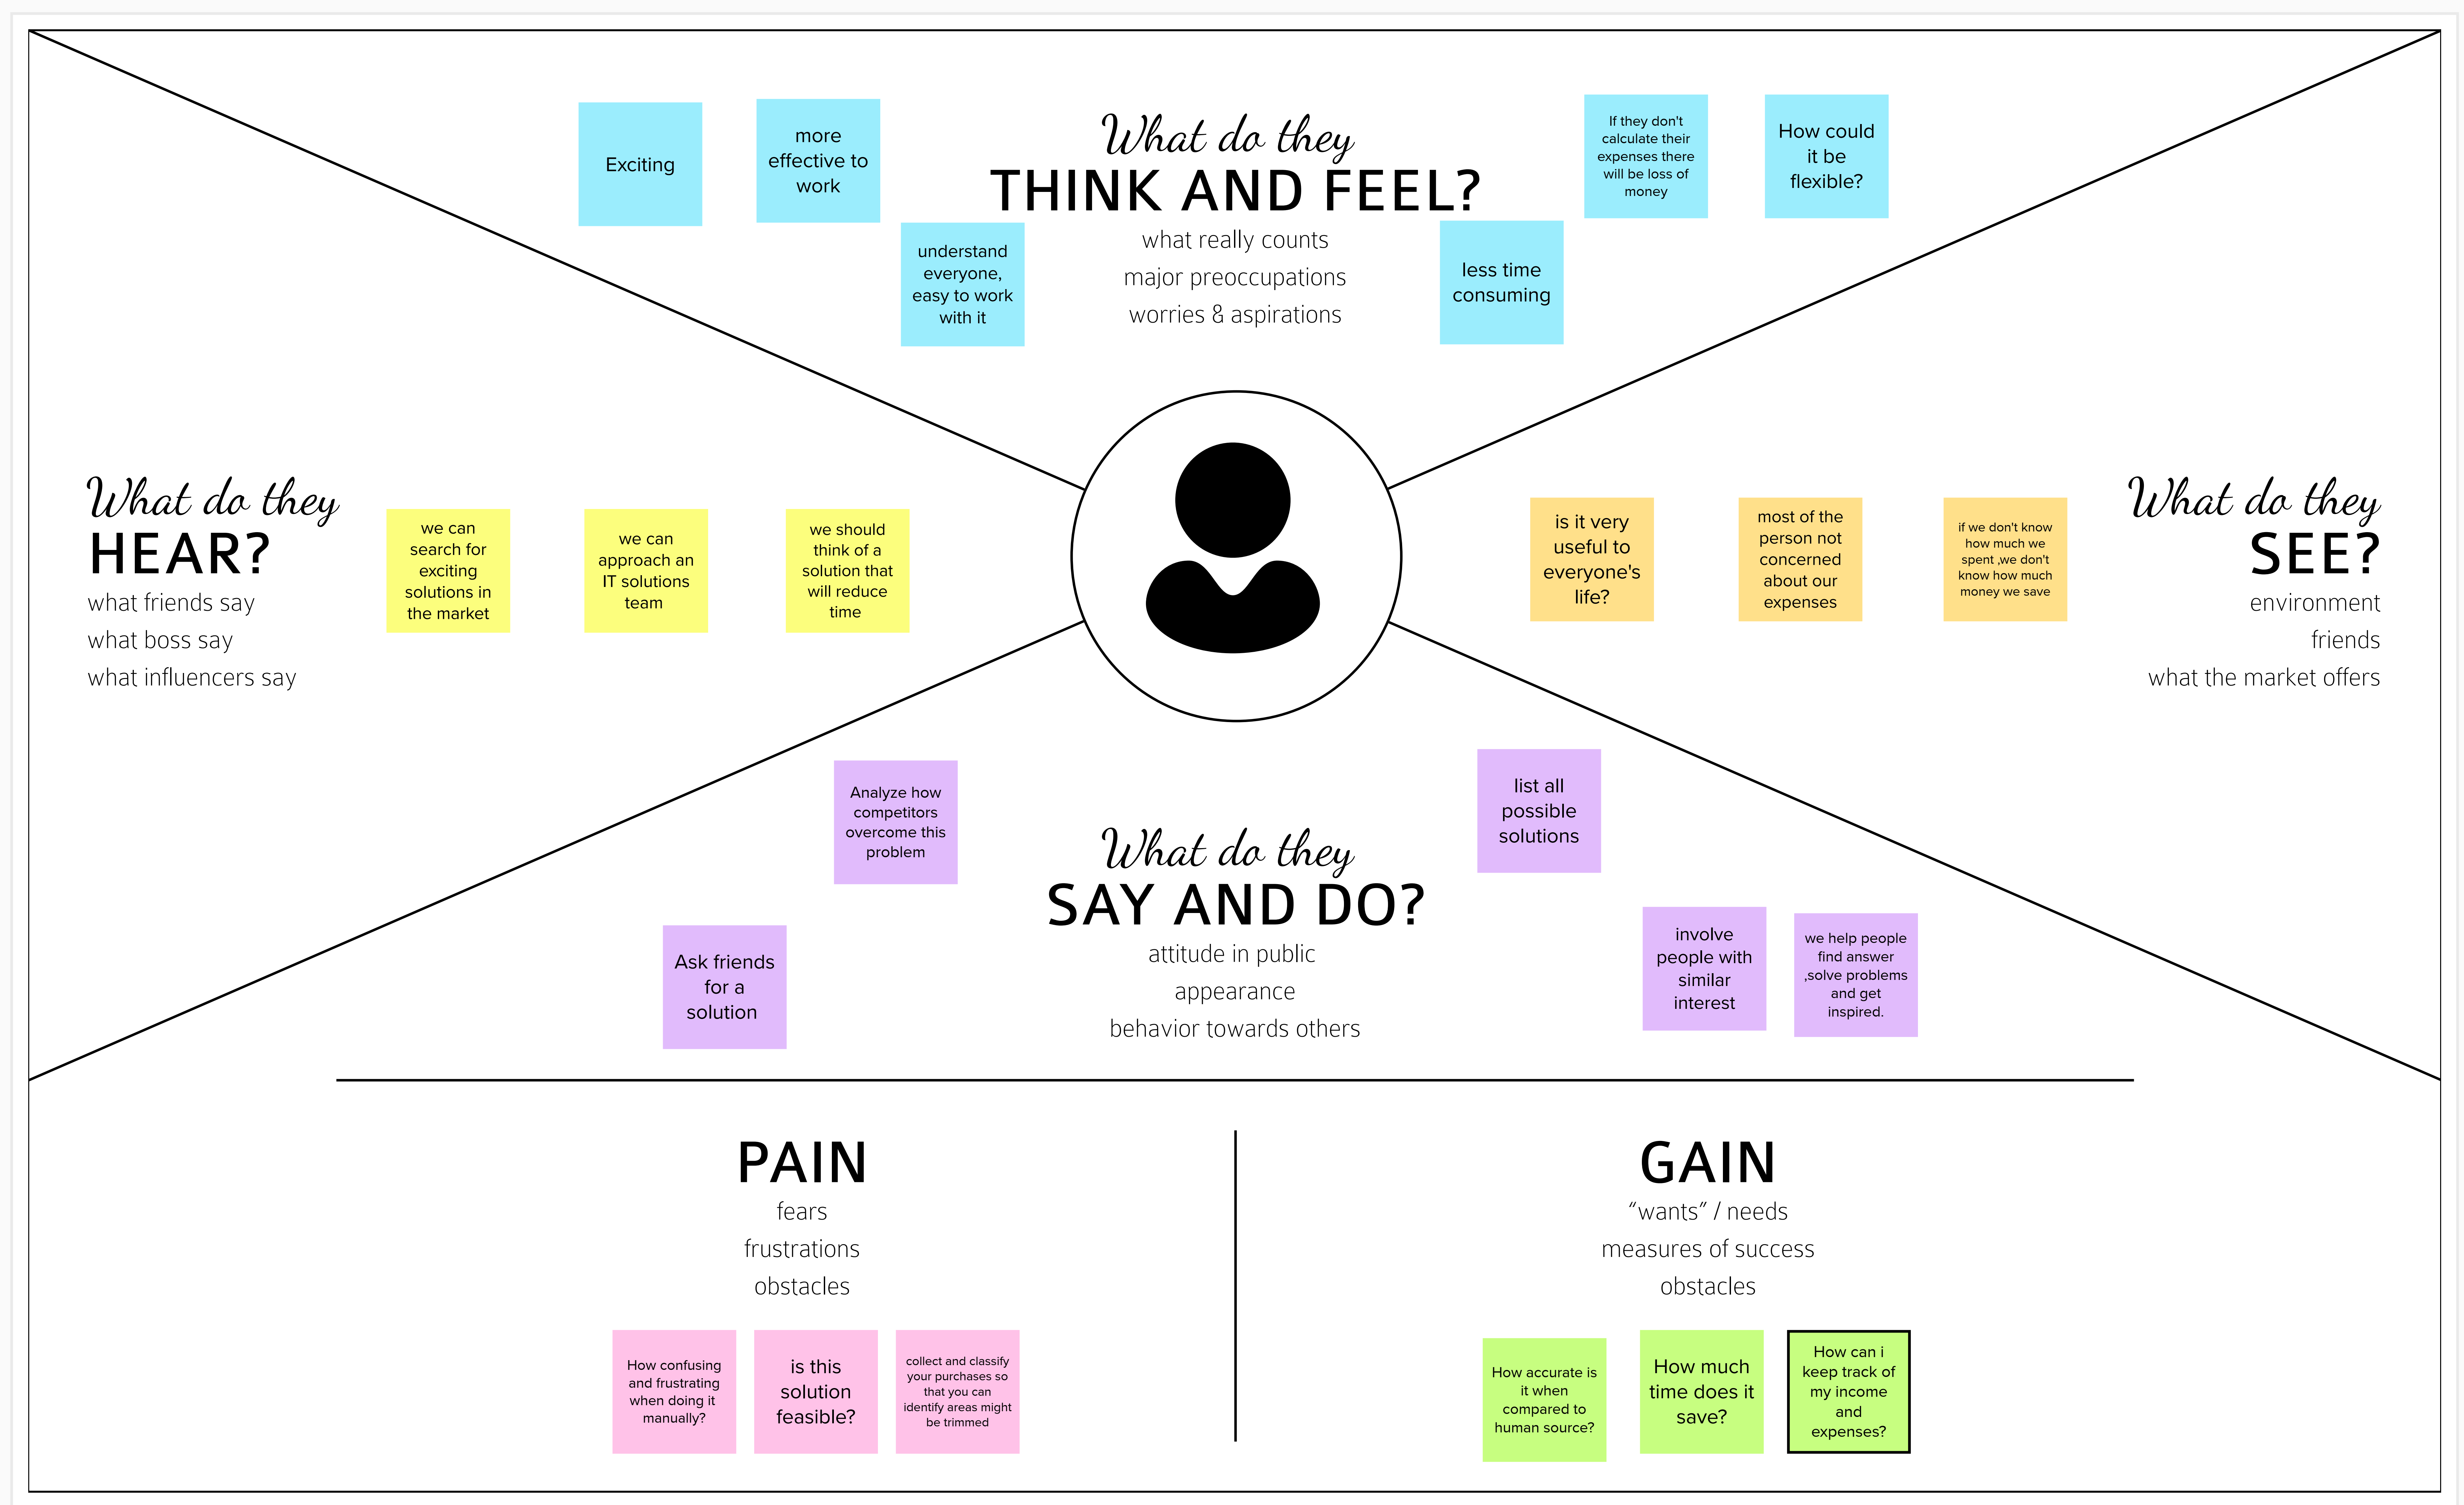 Exciting
more
effective to
work
understand
everyone,
easy to work
with it
What do they
THINK AND FEEL?
what really counts
major preoccupations
worries & aspirations
less time
consuming
If they don't
calculate their
expenses there
will be loss of
money
How could
it be
flexible?
What do they
HEAR?
what friends say
what boss say
what influencers say
we can
search for
exciting
solutions in
the market
we can
approach an
IT solutions
team
we should
think of a
solution that
will reduce
time
is it very
useful to
everyone's
life?
most of the
person not
concerned
about our
expenses
if we don't know
how much we
spent ,we don't
know how much
money we save
What do they
SEE?
environment
friends
what the market offers
Analyze how
competitors
overcome this
problem
Ask friends
for a
solution
What do they
SAY AND DO?
attitude in public
appearance
behavior towards others
list all
possible
solutions
involve
people with
similar
interest
we help people
find answer
,solve problems
and get
inspired.
PAIN
fears
frustrations
obstacles
How confusing
and frustrating
when doing it
manually?
is this
solution
feasible?
collect and classify
your purchases so
that you can
identify areas might
be trimmed
GAIN
“wants” / needs
measures of success
obstacles
How accurate is
it when
compared to
human source?
How much
time does it
save?
How can i
keep track of
my income
and
expenses?